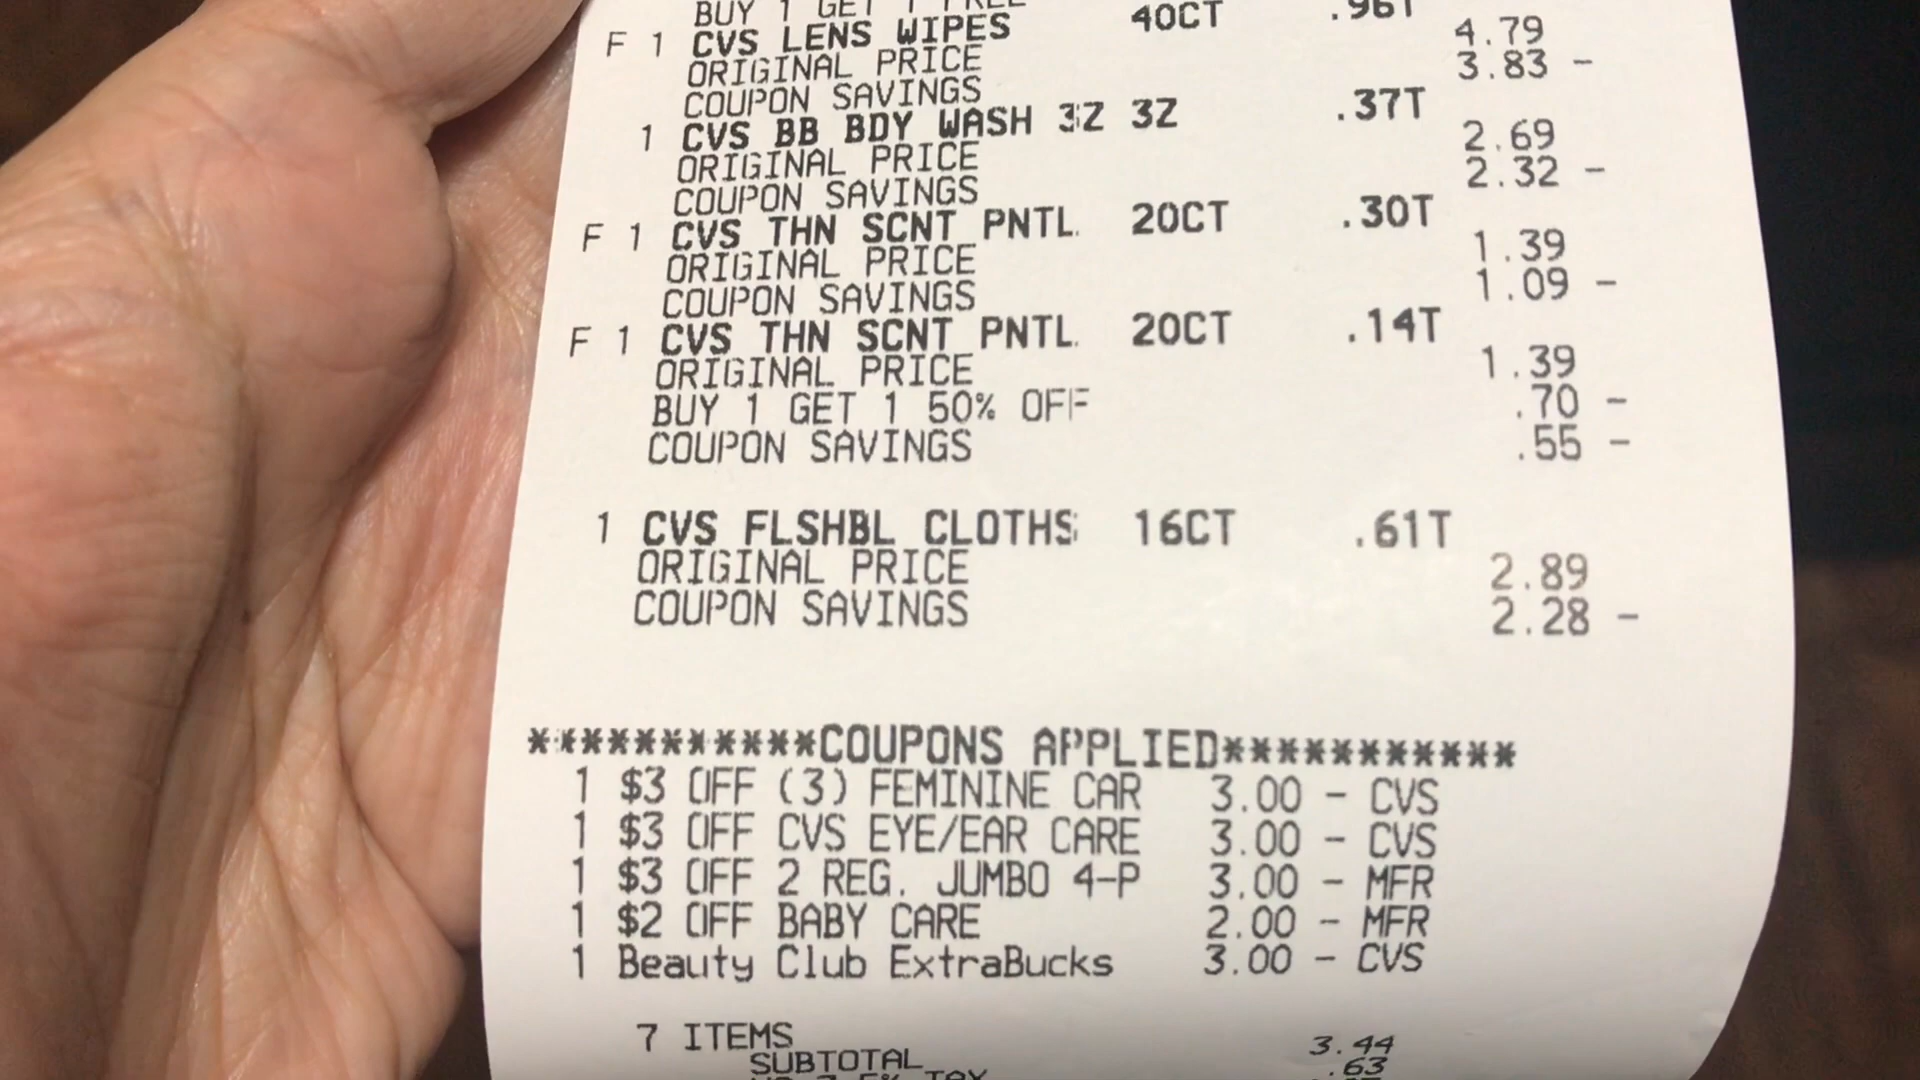 BUY 1 GET 1 FREE
F 1 CVS LENS WIPES 40CT .96T
ORIGINAL PRICE 4.79
COUPON SAVINGS 3.83 -
1 CVS BB BDY WASH 3Z 3Z .37T
ORIGINAL PRICE 2.69
COUPON SAVINGS 2.32 -
F 1 CVS THN SCNT PNTL 20CT .30T
ORIGINAL PRICE 1.39
COUPON SAVINGS 1.09 -
F 1 CVS THN SCNT PNTL 20CT .14T
ORIGINAL PRICE 1.39
BUY 1 GET 1 50% OFF .70 -
COUPON SAVINGS .55 -
1 CVS FLSHBL CLOTHS 16CT .61T
ORIGINAL PRICE 2.89
COUPON SAVINGS 2.28 -
***********COUPONS APPLIED***********
1 $3 OFF (3) FEMININE CAR 3.00 - CVS
1 $3 OFF CVS EYE/EAR CARE 3.00 - CVS
1 $3 OFF 2 REG. JUMBO 4-P 3.00 - MFR
1 $2 OFF BABY CARE 2.00 - MFR
1 Beauty Club ExtraBucks 3.00 - CVS
7 ITEMS
SUBTOTAL 3.44
TAX .63